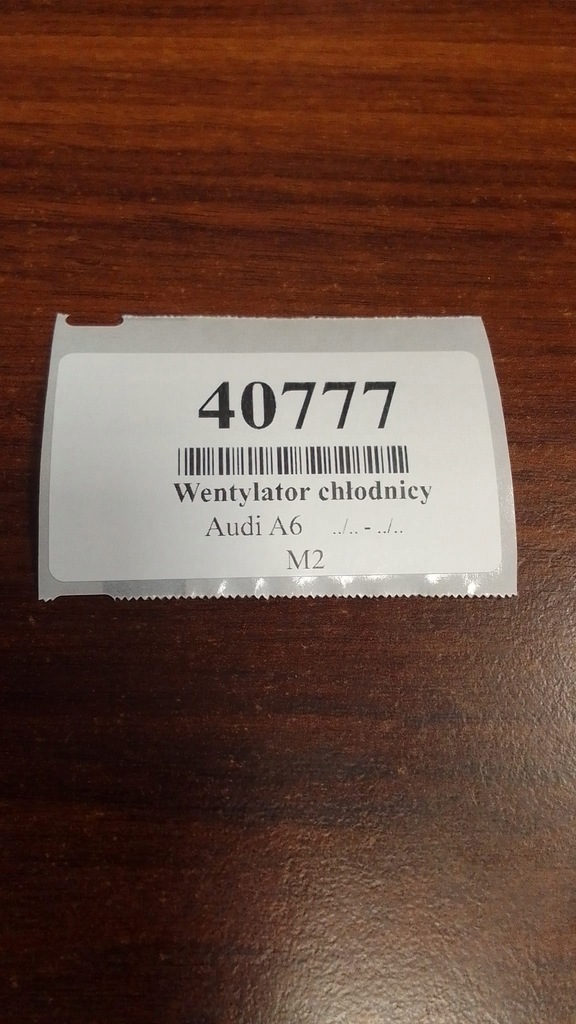 40777
Wentylator chłodnicy
Audi A6 ../.. - ../..
M2